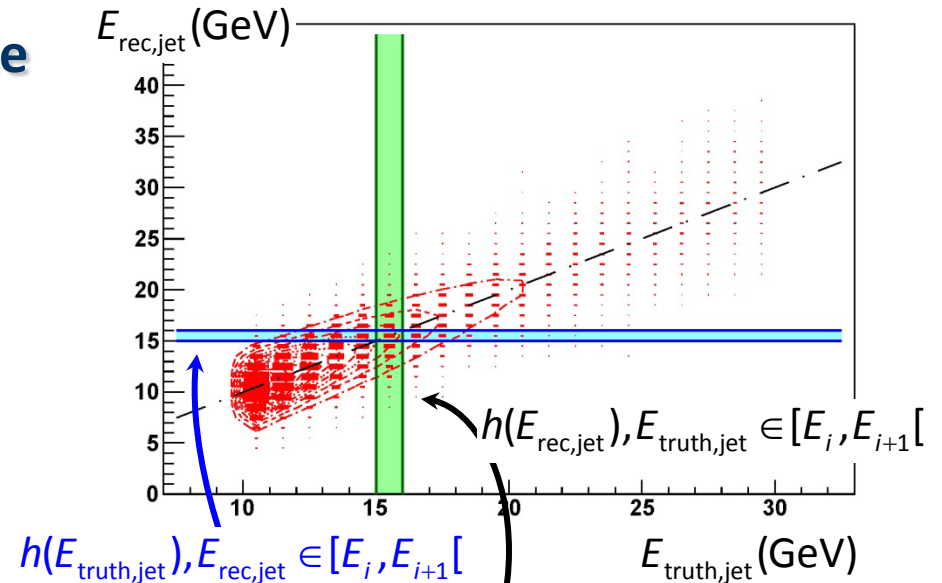 E_rec,jet (GeV)
e
40
35
30
25
20
15
10
5
0
h(E_rec,jet), E_truth,jet ∈ [E_i, E_i+1[
10 15 20 25 30
h(E_truth,jet), E_rec,jet ∈ [E_i, E_i+1[
E_truth,jet (GeV)